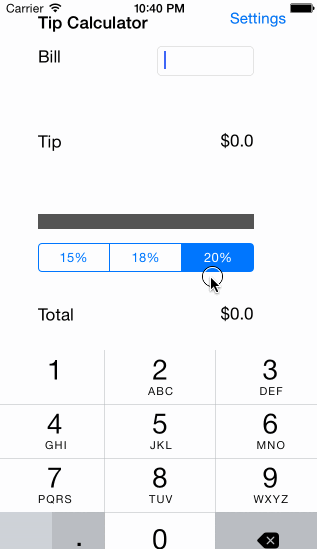 Carrier 10:40 PM
Tip Calculator Settings
Bill
Tip $0.0
15% 18% 20%
Total $0.0
1 2 3
ABC DEF
4 5 6
GHI JKL MNO
7 8 9
PQRS TUV WXYZ
. 0